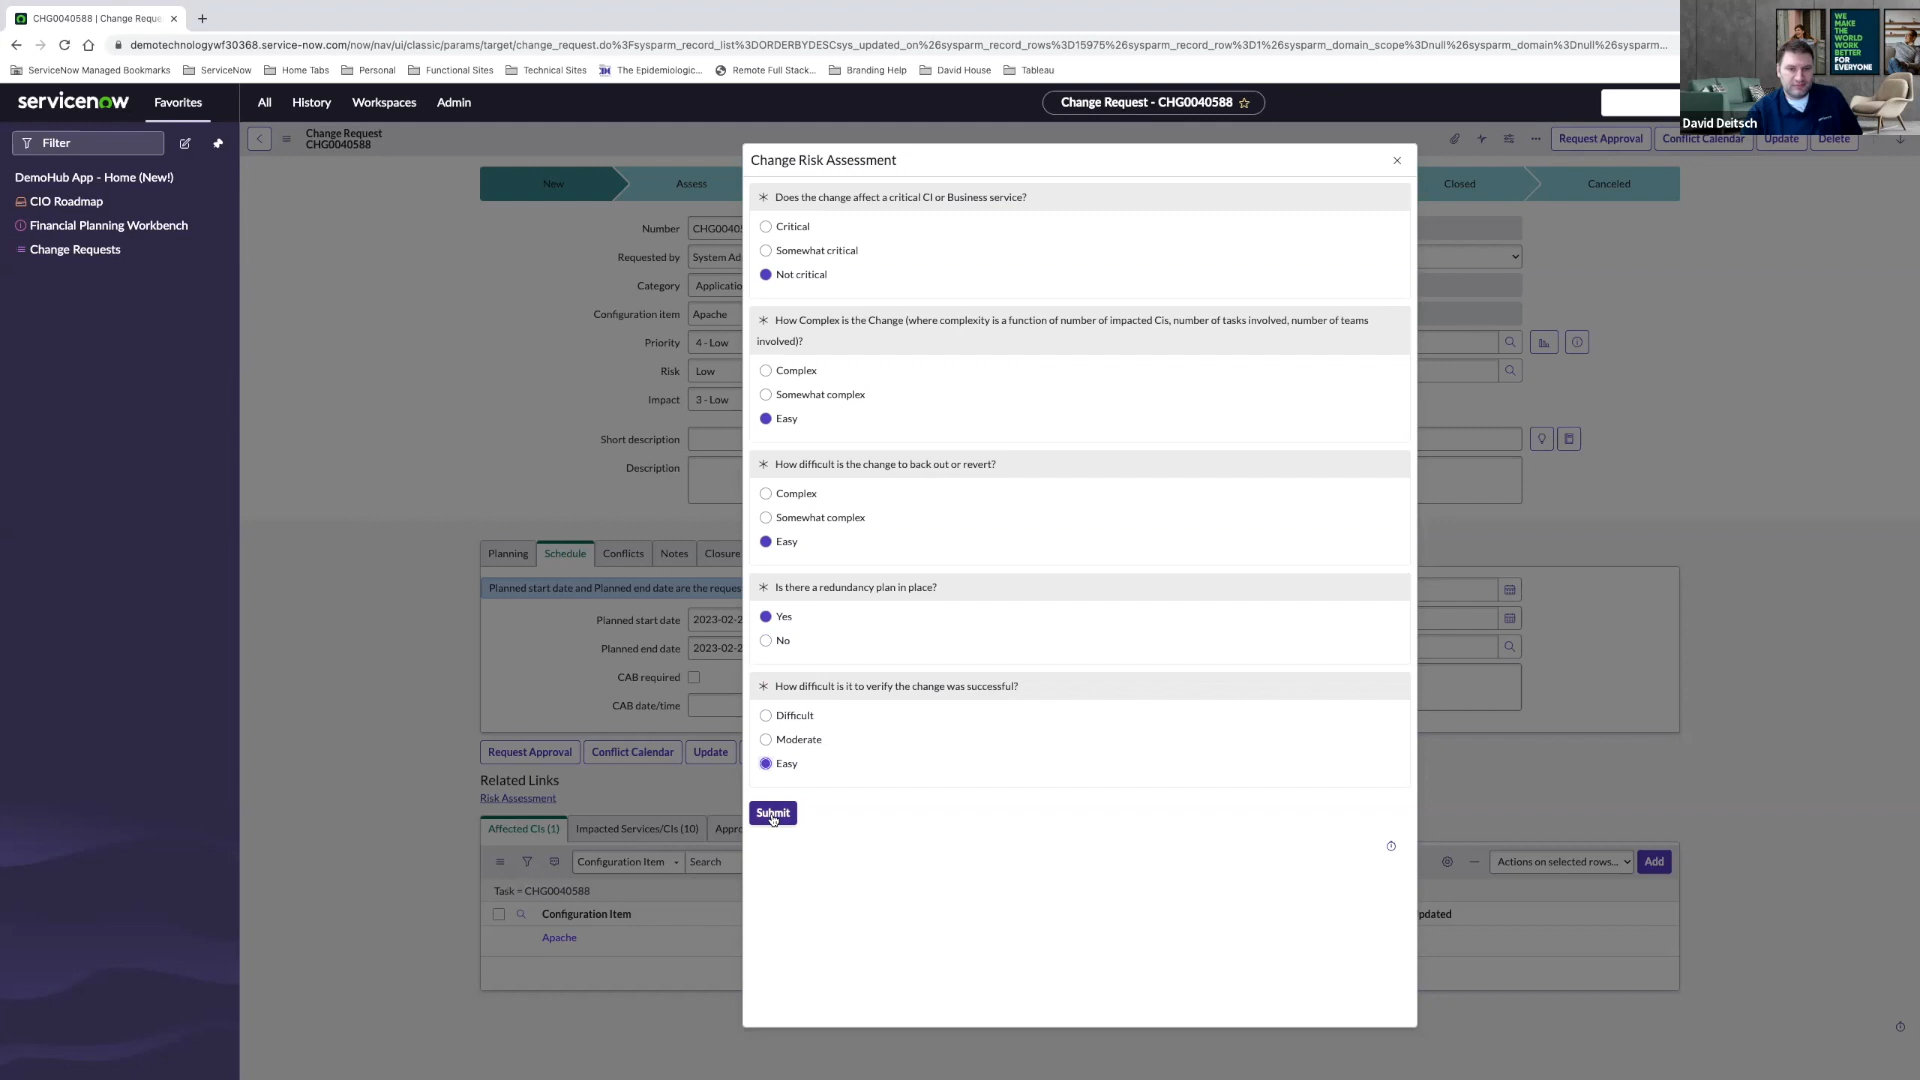 CHG0040588 | Change Reque
demotechnologywf30368.service-now.com/now/nav/ui/classic/params/target/change_request.do%3Fsysparm_record_list%3DORDERBYDESCsys_updated_on%26sysparm_record_rows%3D15975%26sysparm_record_row%3D1%26sysparm_domain_scope%3Dnull%26sysparm_domain%3Dnull%26sysparm...
ServiceNow Managed Bookmarks ServiceNow Home Tabs Personal Functional Sites Technical Sites The Epidemiologic... Remote Full Stack... Branding Help David House Tableau
WE
MAKE
THE
WORLD
WORK
BETTER
FOR
EVERYONE
David Deitsch
servicenow Favorites All History Workspaces Admin Change Request - CHG0040588
Filter
DemoHub App - Home (New!)
CIO Roadmap
Financial Planning Workbench
Change Requests
Change Request
CHG0040588
Request Approval Conflict Calendar Update Delete
New Assess Closed Canceled
Number CHG00405
Requested by System Ad
Category Applicatio
Configuration item Apache
Priority 4 - Low
Risk Low
Impact 3 - Low
Short description
Description
Planning Schedule Conflicts Notes Closure
Planned start date and Planned end date are the reques
Planned start date 2023-02-2
Planned end date 2023-02-2
CAB required
CAB date/time
Request Approval Conflict Calendar Update
Related Links
Risk Assessment
Affected CIs (1) Impacted Services/CIs (10) Appro
Configuration Item Search Actions on selected rows... Add
Task = CHG0040588
Configuration Item pdated
Apache
Change Risk Assessment
Does the change affect a critical CI or Business service?
Critical
Somewhat critical
Not critical
How Complex is the Change (where complexity is a function of number of impacted Cis, number of tasks involved, number of teams
involved)?
Complex
Somewhat complex
Easy
How difficult is the change to back out or revert?
Complex
Somewhat complex
Easy
Is there a redundancy plan in place?
Yes
No
How difficult is it to verify the change was successful?
Difficult
Moderate
Easy
Submit